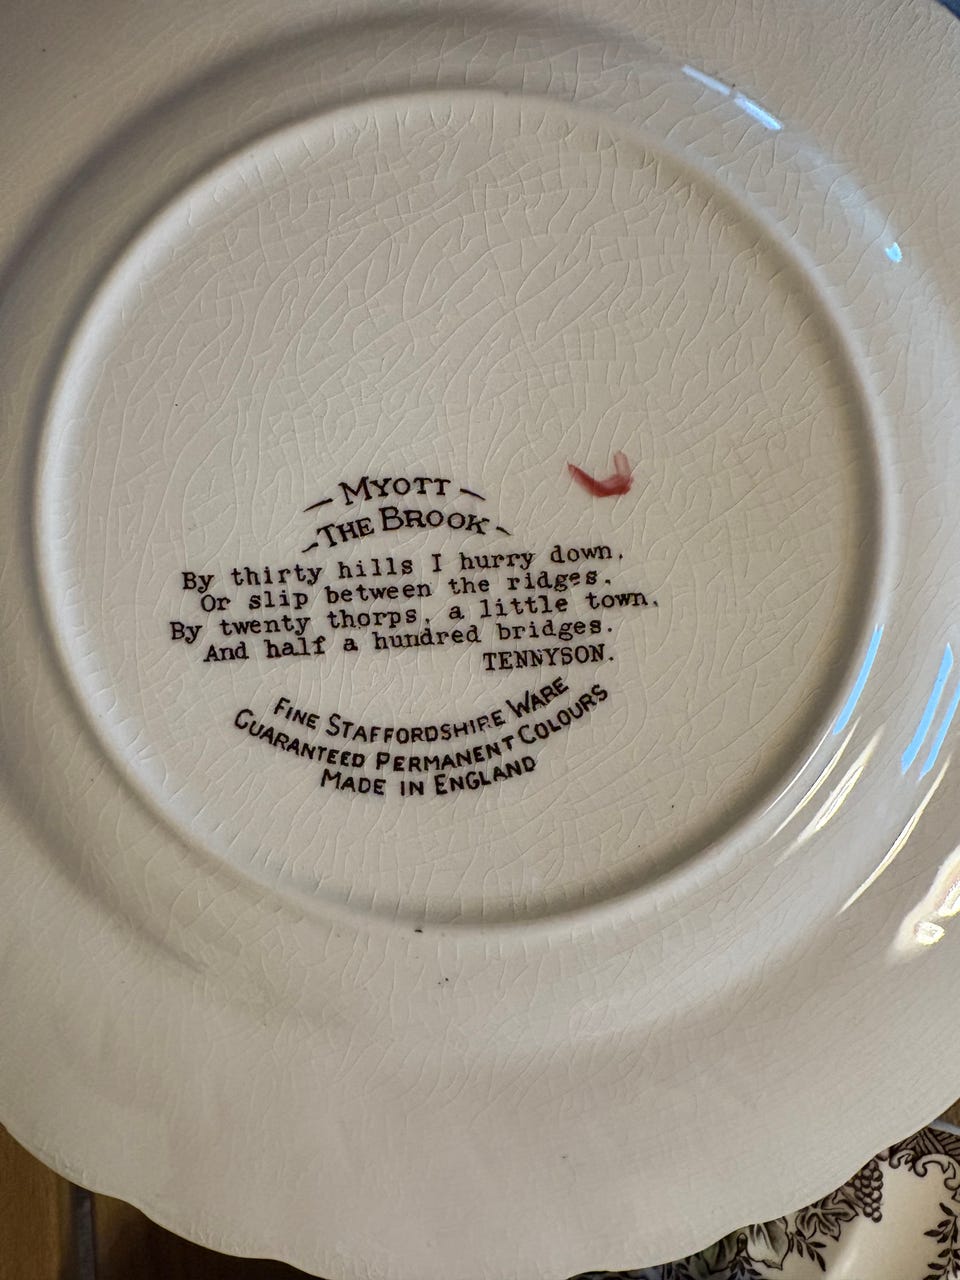 MYOTT
THE BROOK
By thirty hills I hurry down.
Or slip between the ridges.
By twenty thorps, a little town.
And half a hundred bridges.
TENNYSON.
FINE STAFFORDSHIRE WARE
GUARANTEED PERMANENT COLOURS
MADE IN ENGLAND